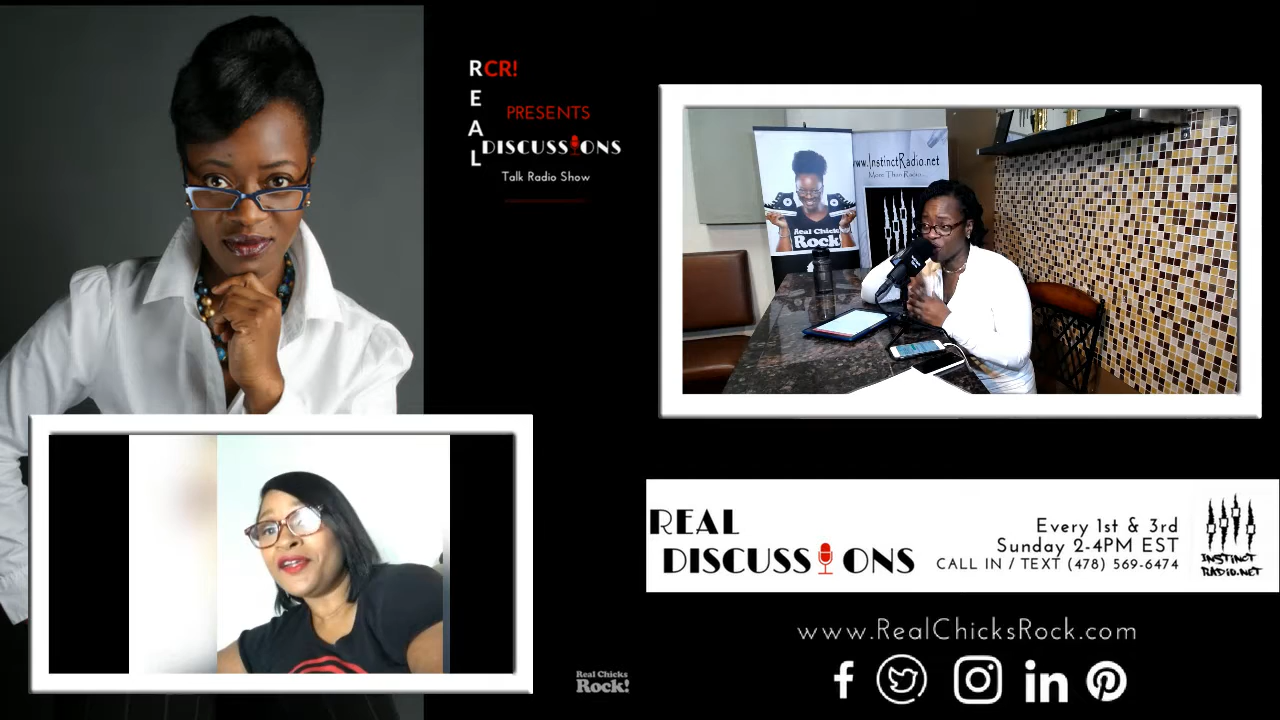 RCR!
E
A
L
PRESENTS
DISCUSSIONS
Talk Radio Show
www.InstinctRadio.net
More Than Radio
Real Chicks
Rock!
REAL
DISCUSSIONS
Every 1st & 3rd
Sunday 2-4PM EST
CALL IN / TEXT (478) 569-6474
INSTINCT
RADIO.NET
www.RealChicksRock.com
Real Chicks
Rock!